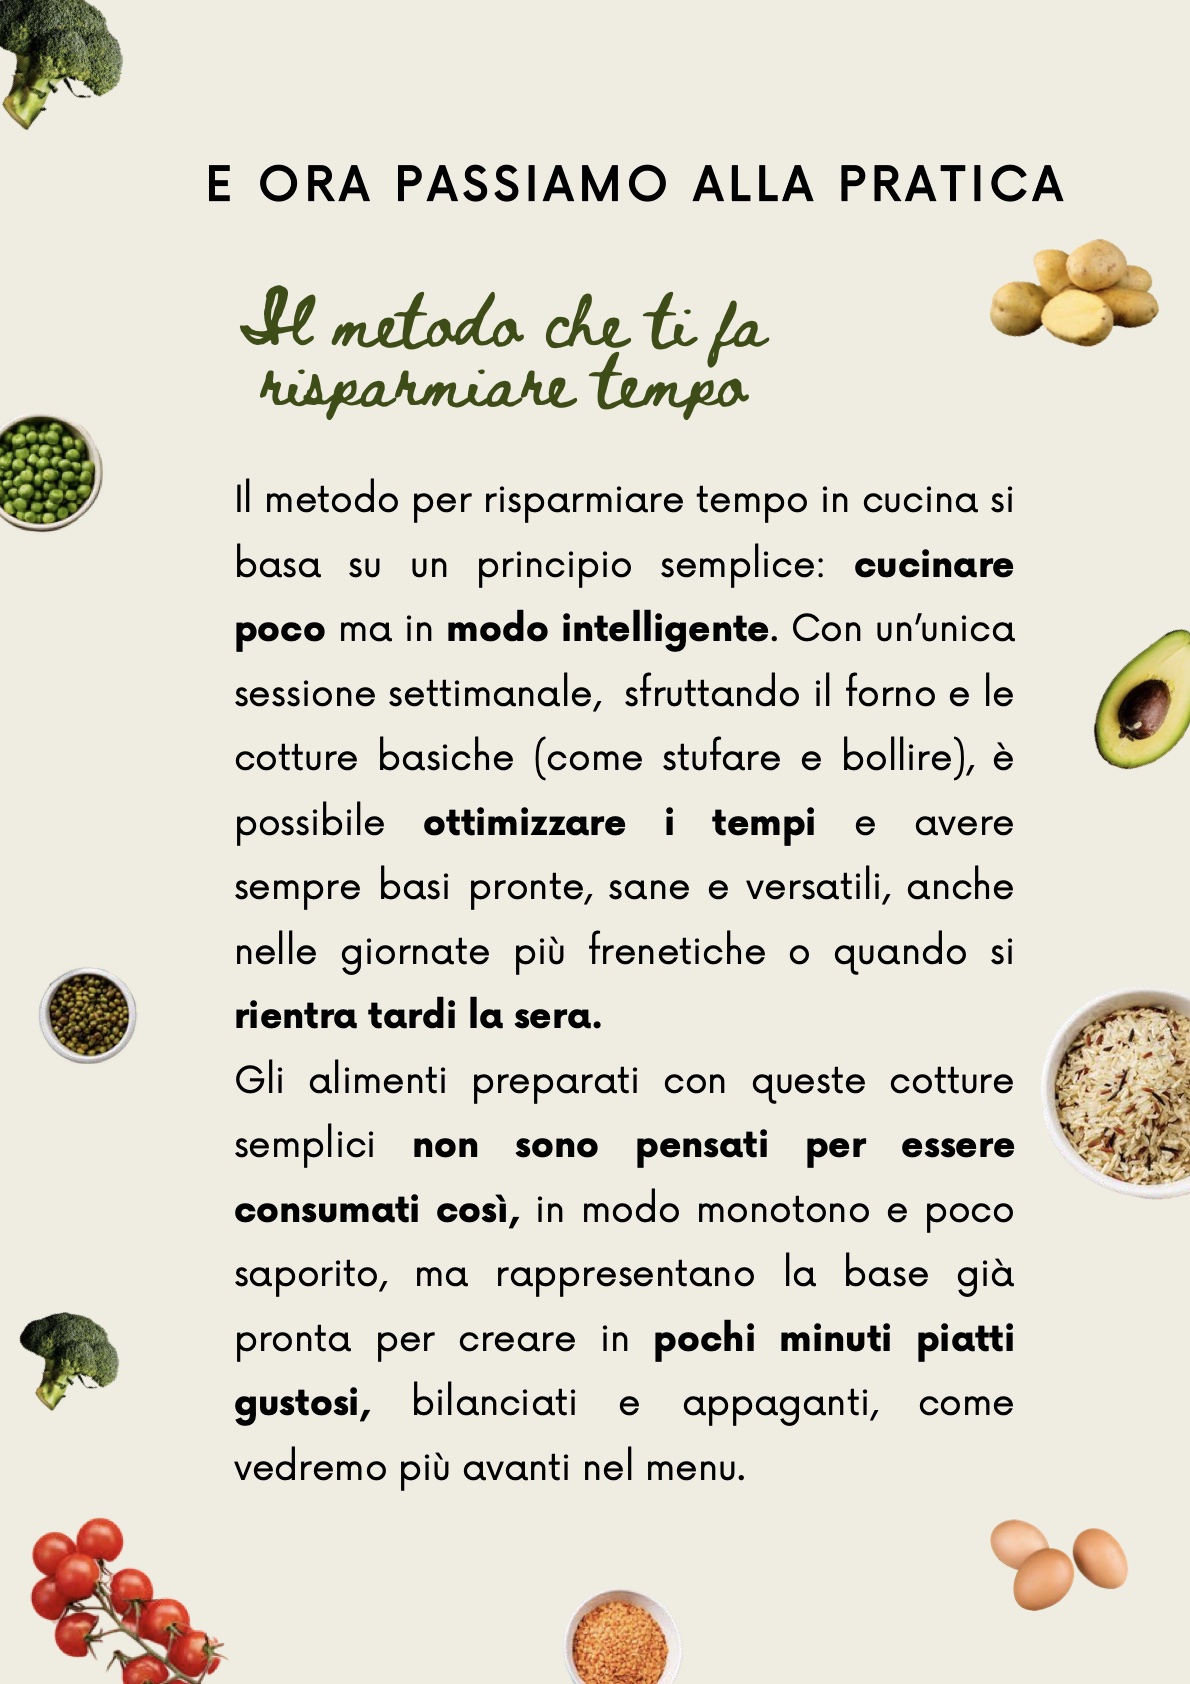 E ORA PASSIAMO ALLA PRATICA
Il metodo che ti fa
risparmiare tempo
Il metodo per risparmiare tempo in cucina si
basa su un principio semplice: cucinare
poco ma in modo intelligente. Con un’unica
sessione settimanale, sfruttando il forno e le
cotture basiche (come stufare e bollire), è
possibile ottimizzare i tempi e avere
sempre basi pronte, sane e versatili, anche
nelle giornate più frenetiche o quando si
rientra tardi la sera.
Gli alimenti preparati con queste cotture
semplici non sono pensati per essere
consumati così, in modo monotono e poco
saporito, ma rappresentano la base già
pronta per creare in pochi minuti piatti
gustosi, bilanciati e appaganti, come
vedremo più avanti nel menu.